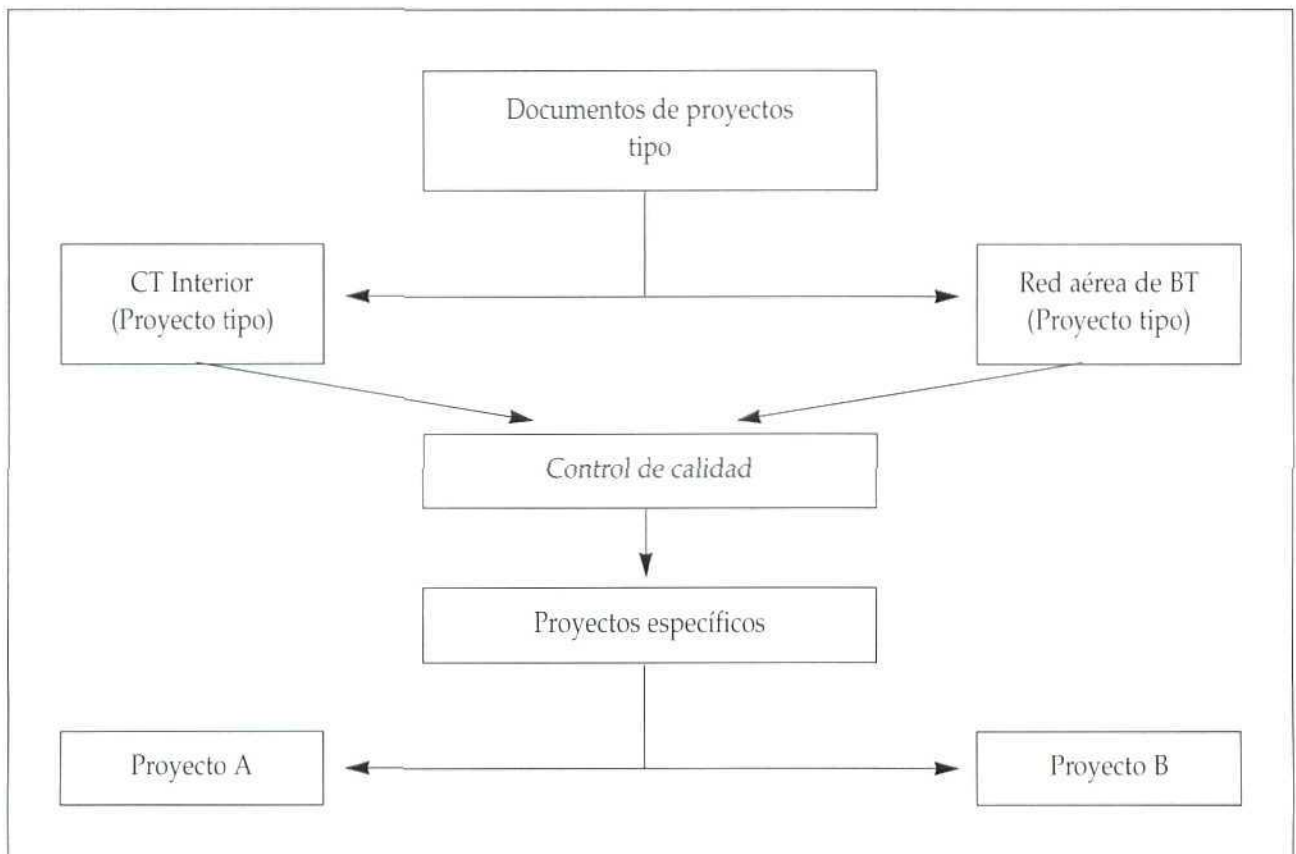 Documentos de proyectos
tipo
CT Interior
(Proyecto tipo)
Red aérea de BT
(Proyecto tipo)
Control de calidad
Proyectos específicos
Proyecto A
Proyecto B